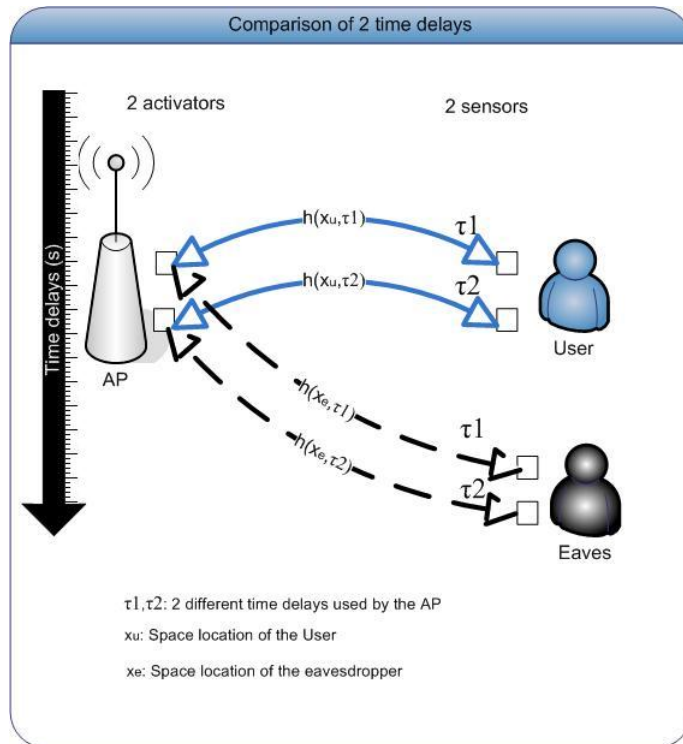 Comparison of 2 time delays
2 activators
2 sensors
Time delays (s)
h(xu,τ1)
τ1
h(xu,τ2)
τ2
User
AP
h(xe,τ1)
τ1
h(xe,τ2)
τ2
Eaves
τ1,τ2: 2 different time delays used by the AP
xu: Space location of the User
xe: Space location of the eavesdropper